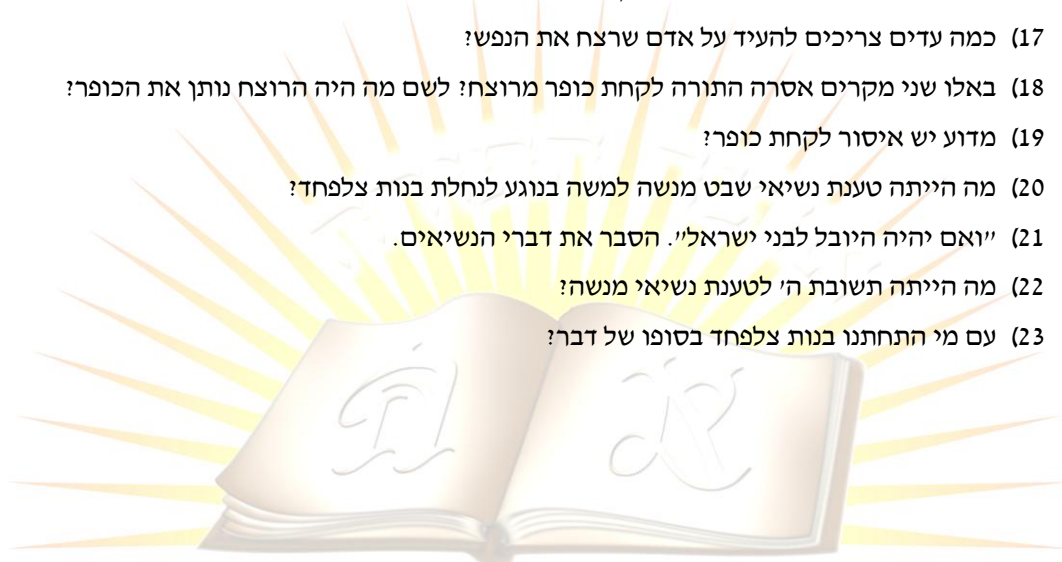 17) כמה עדים צריכים להעיד על אדם שרצח את הנפש?
18) באלו שני מקרים אסרה התורה לקחת כופר מרוצח? לשם מה היה הרוצח נותן את הכופר?
19) מדוע יש איסור לקחת כופר?
20) מה הייתה טענת נשיאי שבט מנשה למשה בנוגע לנחלת בנות צלפחד?
21) "ואם יהיה היובל לבני ישראל". הסבר את דברי הנשיאים.
22) מה הייתה תשובת ה' לטענת נשיאי מנשה?
23) עם מי התחתנו בנות צלפחד בסופו של דבר?